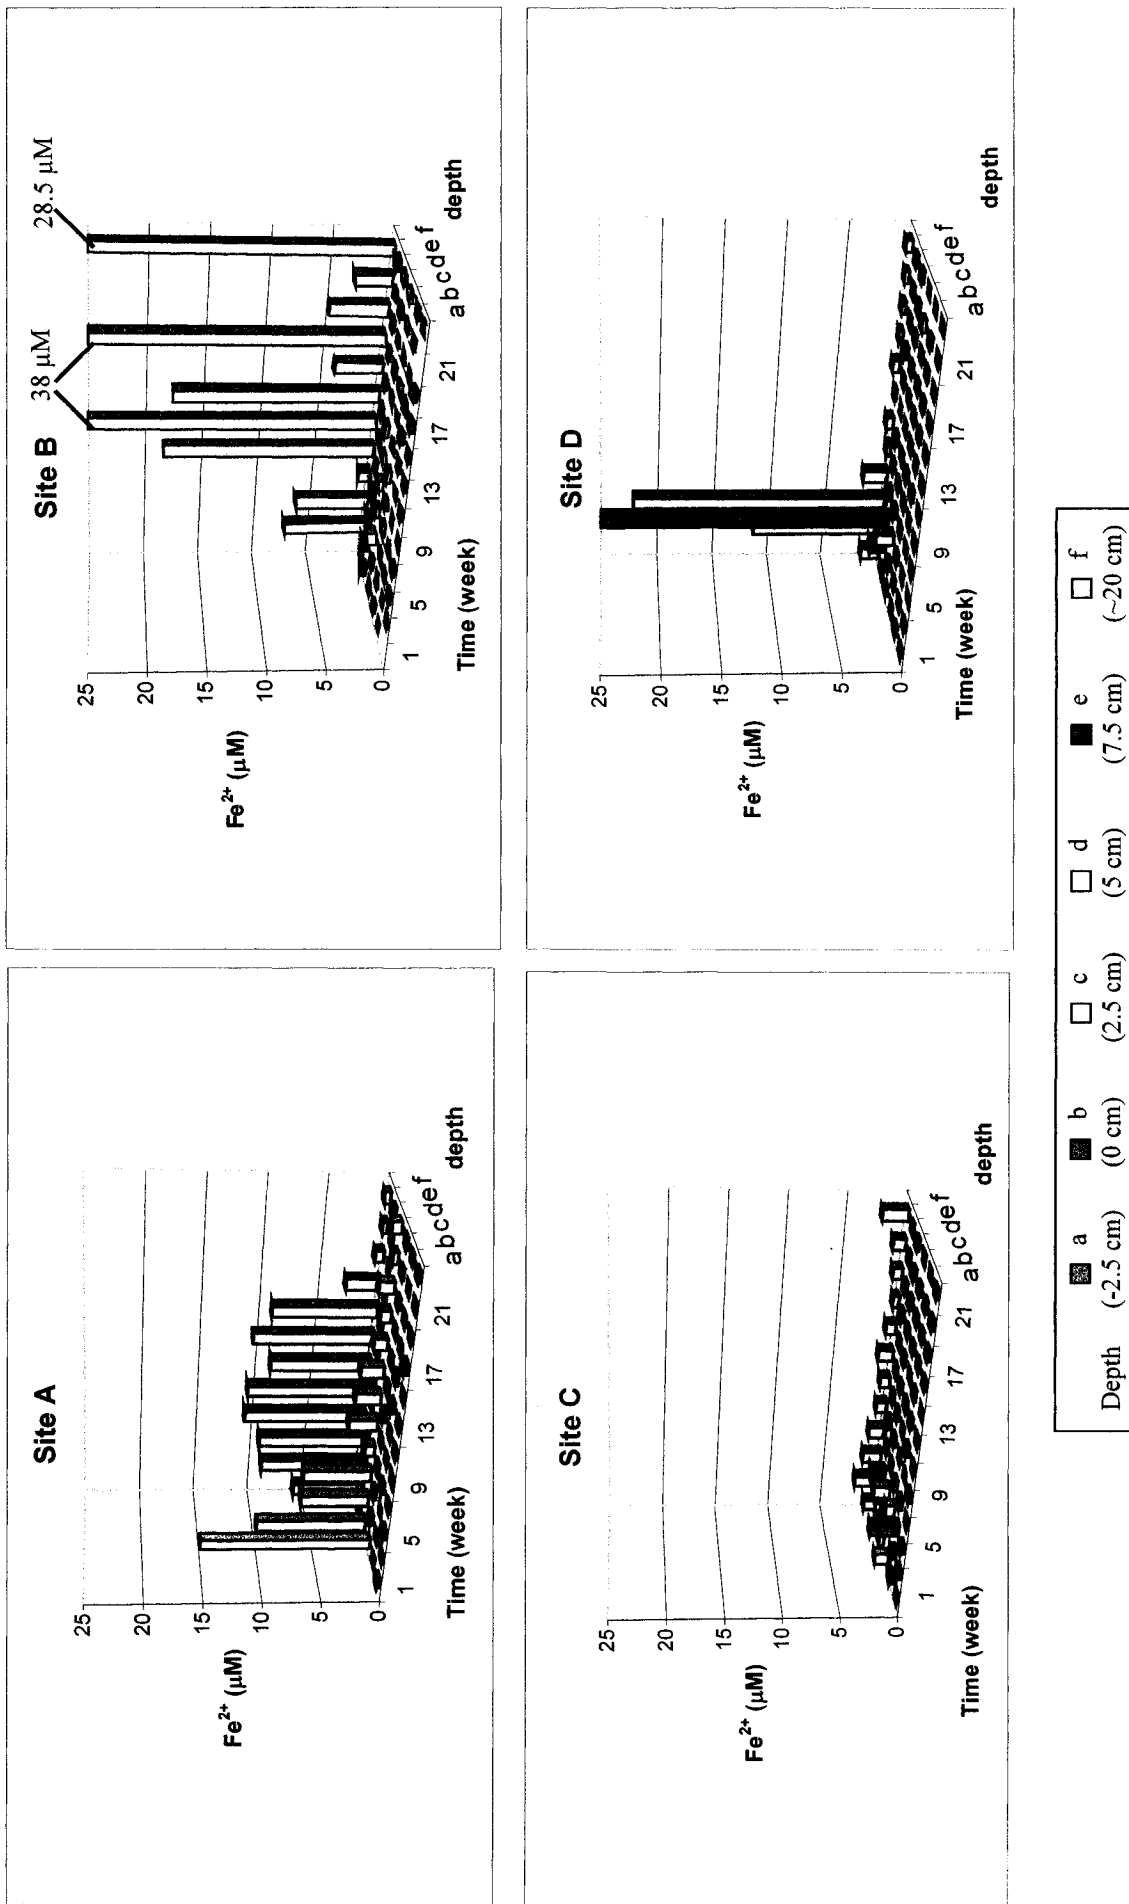 Site A
Fe2+ (µM)
25
20
15
10
5
0
1
5
9
13
17
21
Time (week)
a b c d e f
depth
Site B
38 µM
28.5 µM
Fe2+ (µM)
25
20
15
10
5
0
1
5
9
13
17
21
Time (week)
a b c d e f
depth
Site C
Fe2+ (µM)
25
20
15
10
5
0
1
5
9
13
17
21
Time (week)
a b c d e f
depth
Site D
Fe2+ (µM)
25
20
15
10
5
0
1
5
9
13
17
21
Time (week)
a b c d e f
depth
Depth a b c d e f
(-2.5 cm) (0 cm) (2.5 cm) (5 cm) (7.5 cm) (~20 cm)